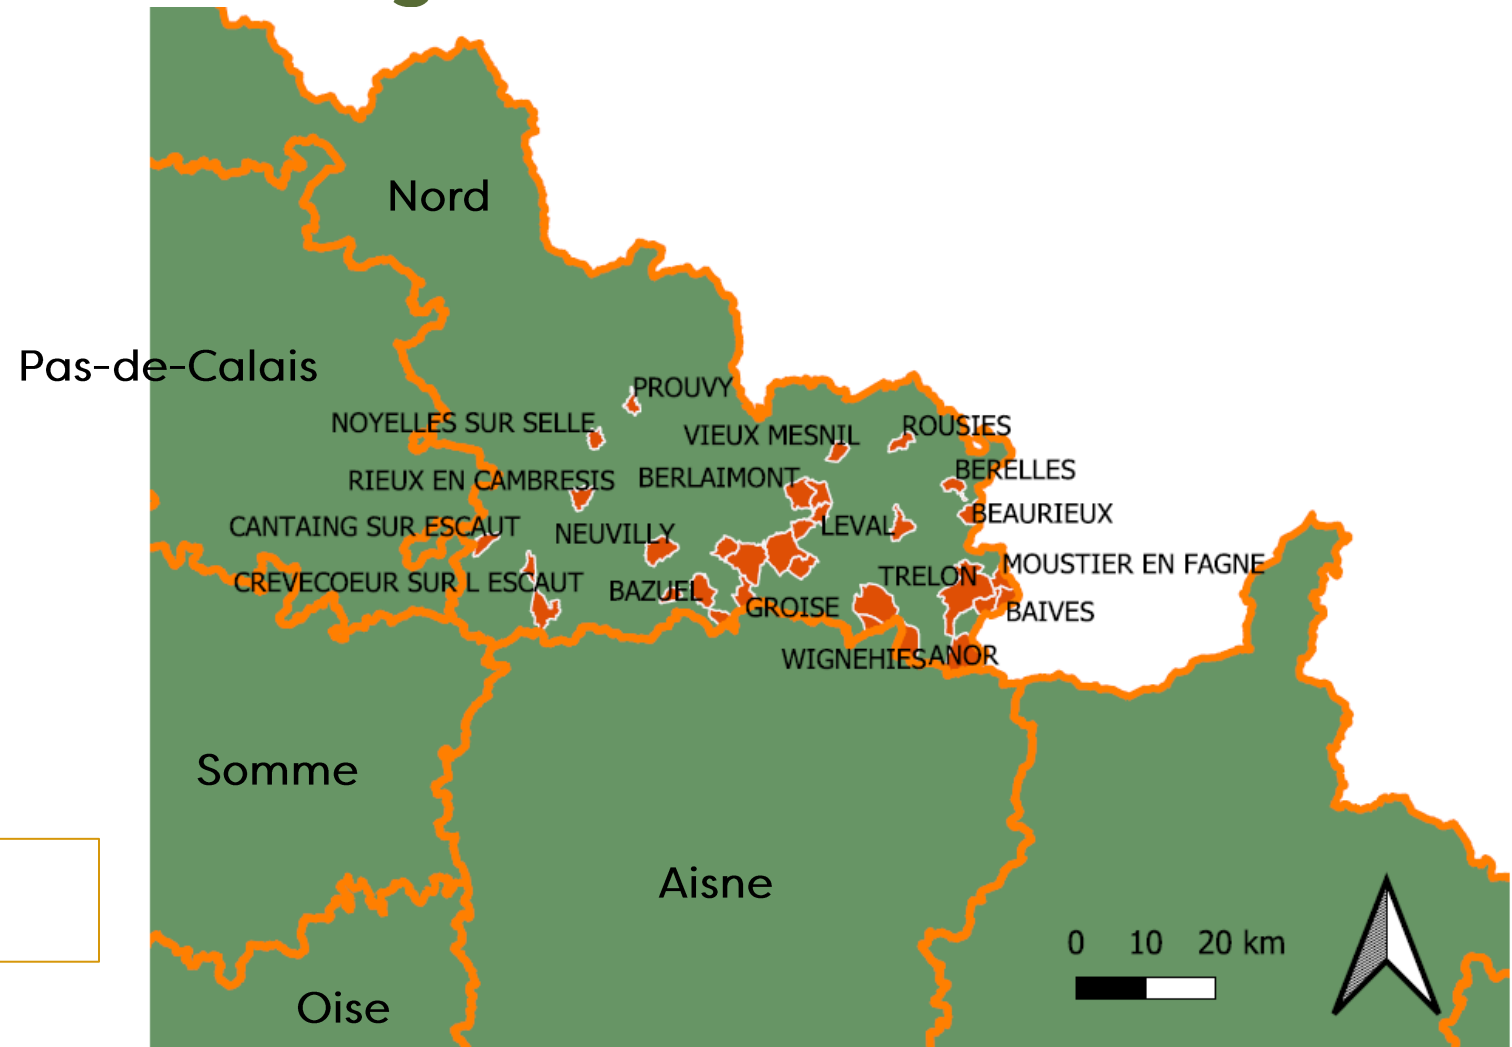 Nord
Pas-de-Calais
PROUVY
NOYELLES SUR SELLE
VIEUX MESNIL
ROUSIES
RIEUX EN CAMBRESIS
BERLAIMONT
BERELLES
CANTAING SUR ESCAUT
NEUVILLY
LEVAL
BEAURIEUX
MOUSTIER EN FAGNE
CREVECOEUR SUR L ESCAUT
BAZUEL
TRELON
GROISE
BAIVES
WIGNEHIES
ANOR
Somme
Aisne
0 10 20 km
Oise